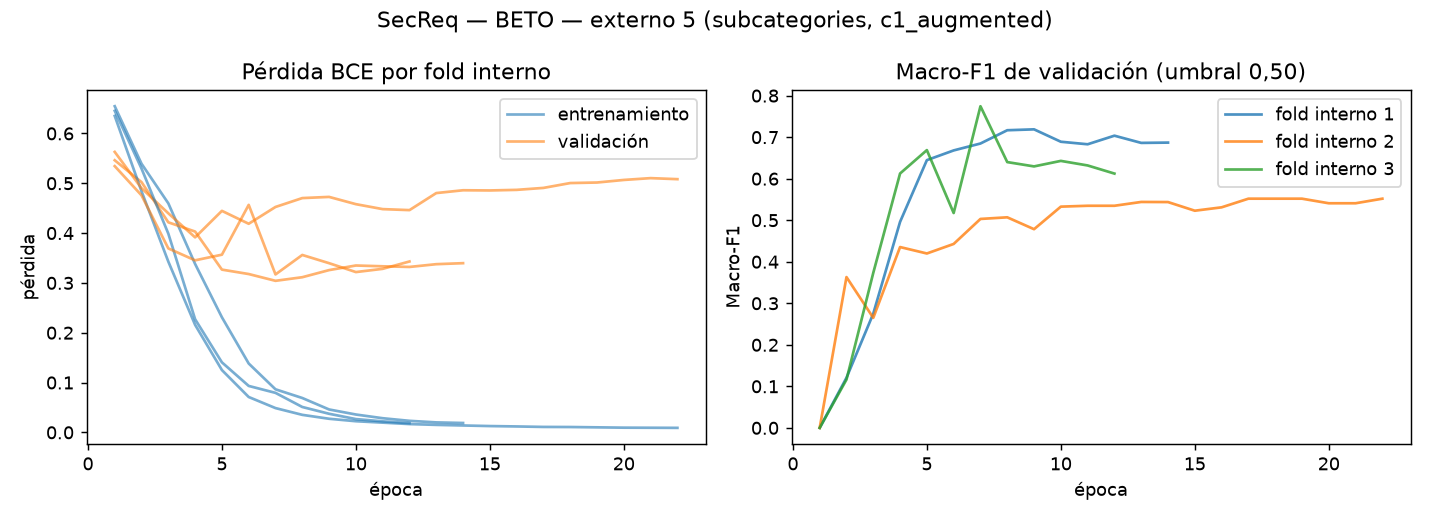 SecReq — BETO — externo 5 (subcategories, c1_augmented)
Pérdida BCE por fold interno
entrenamiento
validación
0.6
0.5
0.4
0.3
0.2
0.1
0.0
pérdida
0
5
10
15
20
época
Macro-F1 de validación (umbral 0,50)
fold interno 1
fold interno 2
fold interno 3
0.8
0.7
0.6
0.5
0.4
0.3
0.2
0.1
0.0
Macro-F1
0
5
10
15
20
época